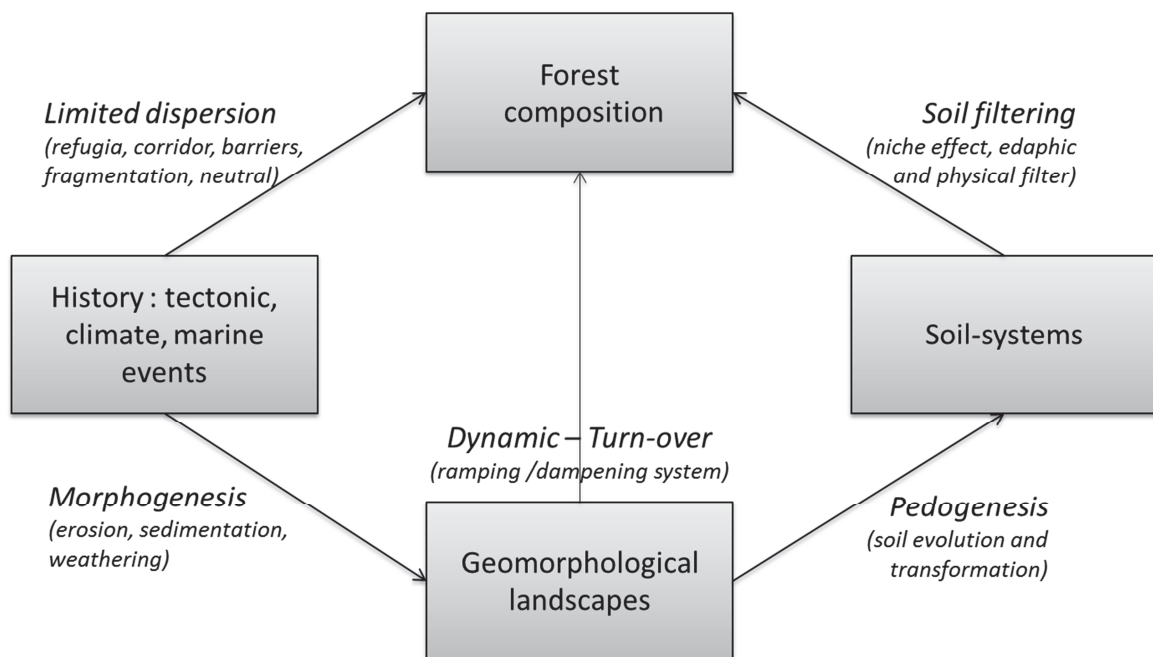 Forest
composition
Limited dispersion
(refugia, corridor, barriers,
fragmentation, neutral)
Soil filtering
(niche effect, edaphic
and physical filter)
History : tectonic,
climate, marine
events
Soil-systems
Dynamic – Turn-over
(ramping /dampening system)
Morphogenesis
(erosion, sedimentation,
weathering)
Pedogenesis
(soil evolution and
transformation)
Geomorphological
landscapes